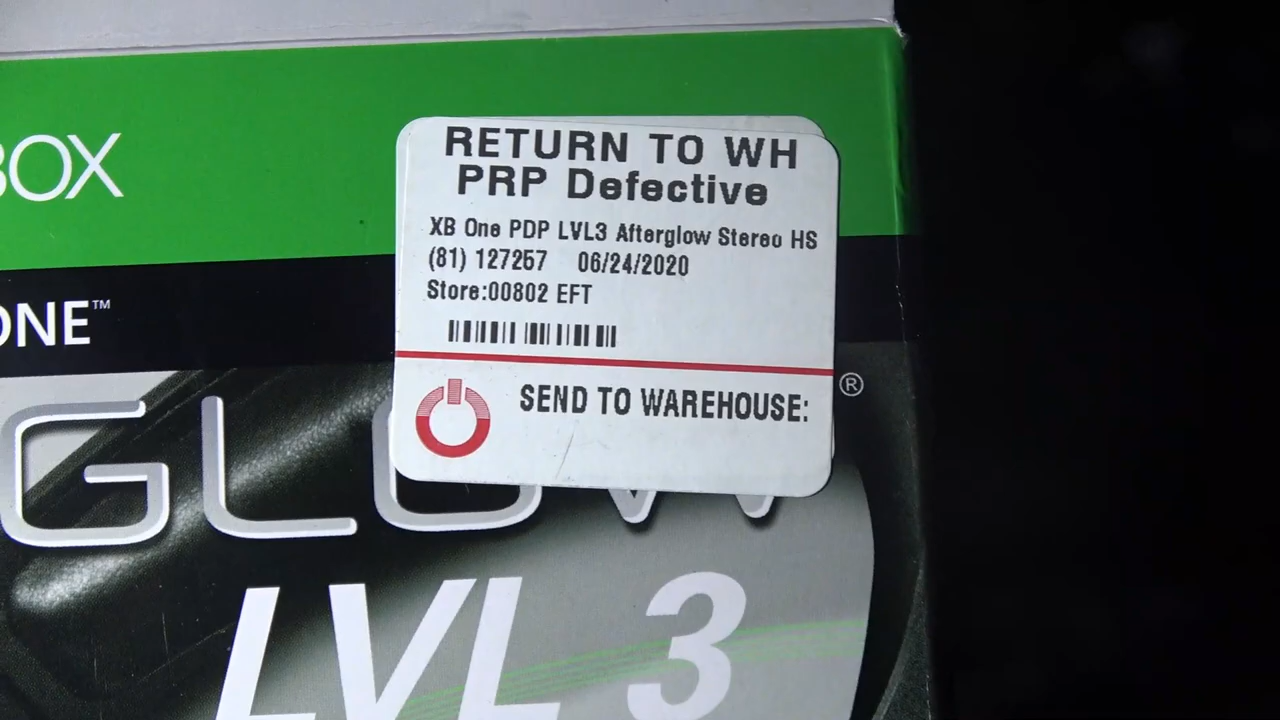 BOX
RETURN TO WH
PRP Defective
XB One PDP LVL3 Afterglow Stereo HS
(81) 127257 06/24/2020
Store:00802 EFT
ONE™
SEND TO WAREHOUSE:
®
GLOW
LVL 3